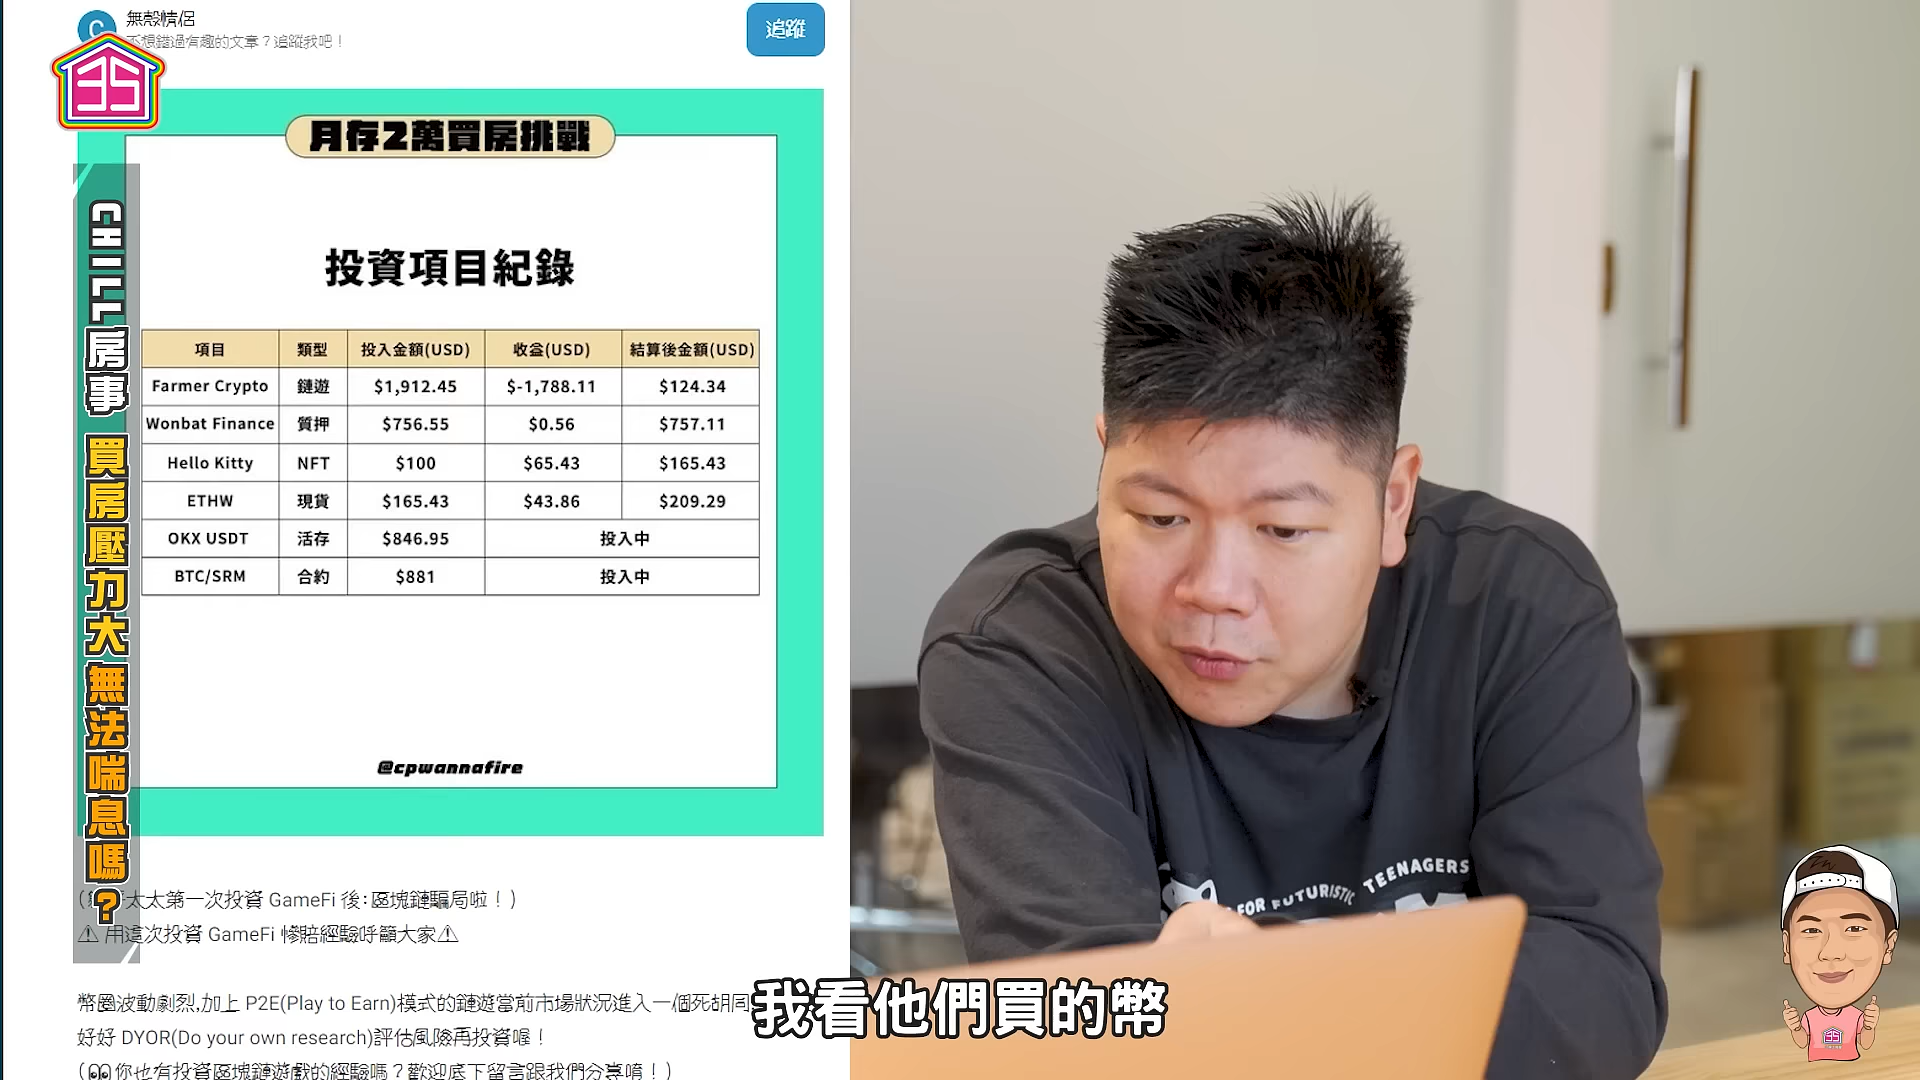 無殼情侶
不想錯過有趣的文章？追蹤我吧！
追蹤
月存2萬買房挑戰
投資項目紀錄
項目 類型 投入金額(USD) 收益(USD) 結算後金額(USD)
Farmer Crypto 鏈遊 $1,912.45 $-1,788.11 $124.34
Wonbat Finance 質押 $756.55 $0.56 $757.11
Hello Kitty NFT $100 $65.43 $165.43
ETHW 現貨 $165.43 $43.86 $209.29
OKX USDT 活存 $846.95 投入中
BTC/SRM 合約 $881 投入中
@cpwannafire
CHILL房事 買房壓力大無法喘息嗎？
太太第一次投資 GameFi 後：區塊鏈騙局啦！）
⚠ 用這次投資 GameFi 慘賠經驗呼籲大家⚠
幣圈波動劇烈,加上 P2E(Play to Earn)模式的鏈遊當前市場狀況進入一個死胡同
好好 DYOR(Do your own research)評估風險再投資喔！
（👀你也有投資區塊鏈遊戲的經驗嗎？歡迎底下留言跟我們分享唷！）
TEENAGERS
FOR FUTURISTIC
我看他們買的幣